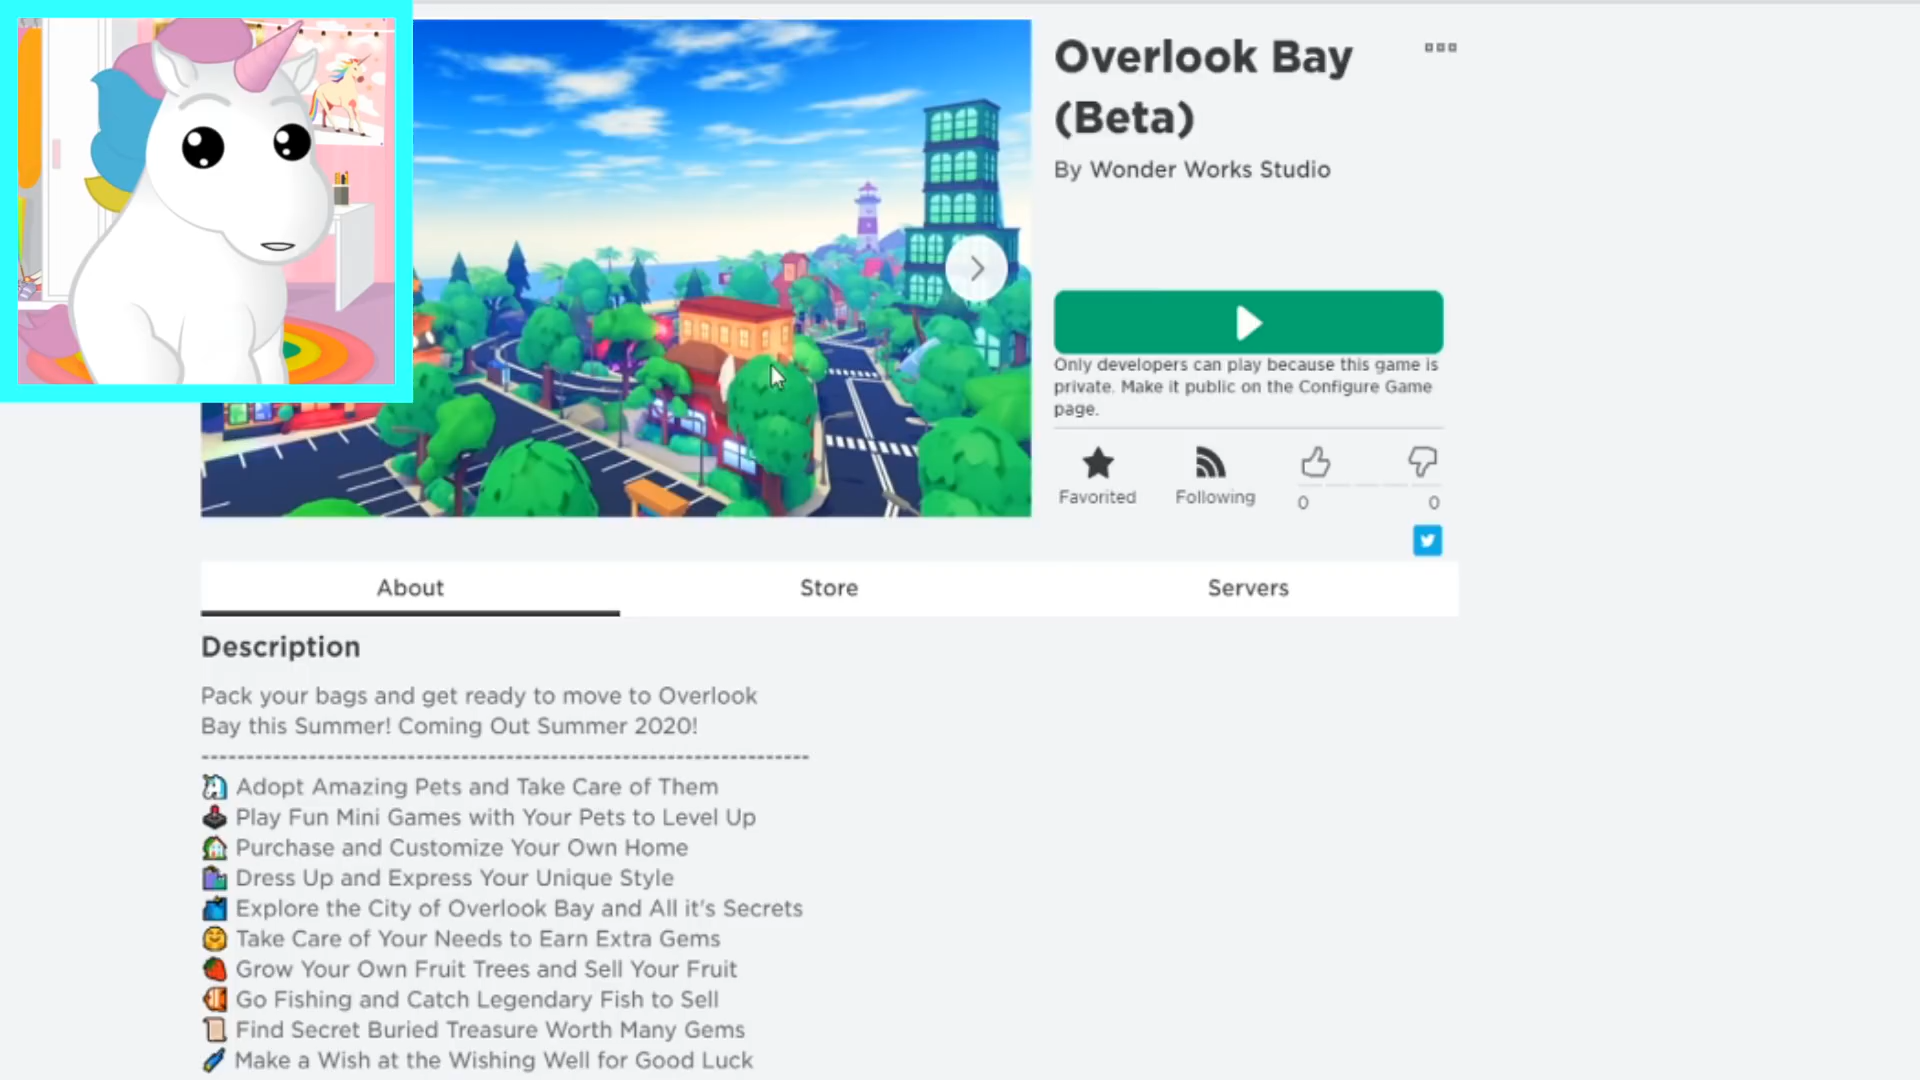 Overlook Bay
(Beta)
By Wonder Works Studio
Only developers can play because this game is
private. Make it public on the Configure Game
page.
Favorited
Following
0
0
About
Store
Servers
Description
Pack your bags and get ready to move to Overlook
Bay this Summer! Coming Out Summer 2020!
--------------------------------------------------------------
Adopt Amazing Pets and Take Care of Them
Play Fun Mini Games with Your Pets to Level Up
Purchase and Customize Your Own Home
Dress Up and Express Your Unique Style
Explore the City of Overlook Bay and All it's Secrets
Take Care of Your Needs to Earn Extra Gems
Grow Your Own Fruit Trees and Sell Your Fruit
Go Fishing and Catch Legendary Fish to Sell
Find Secret Buried Treasure Worth Many Gems
Make a Wish at the Wishing Well for Good Luck